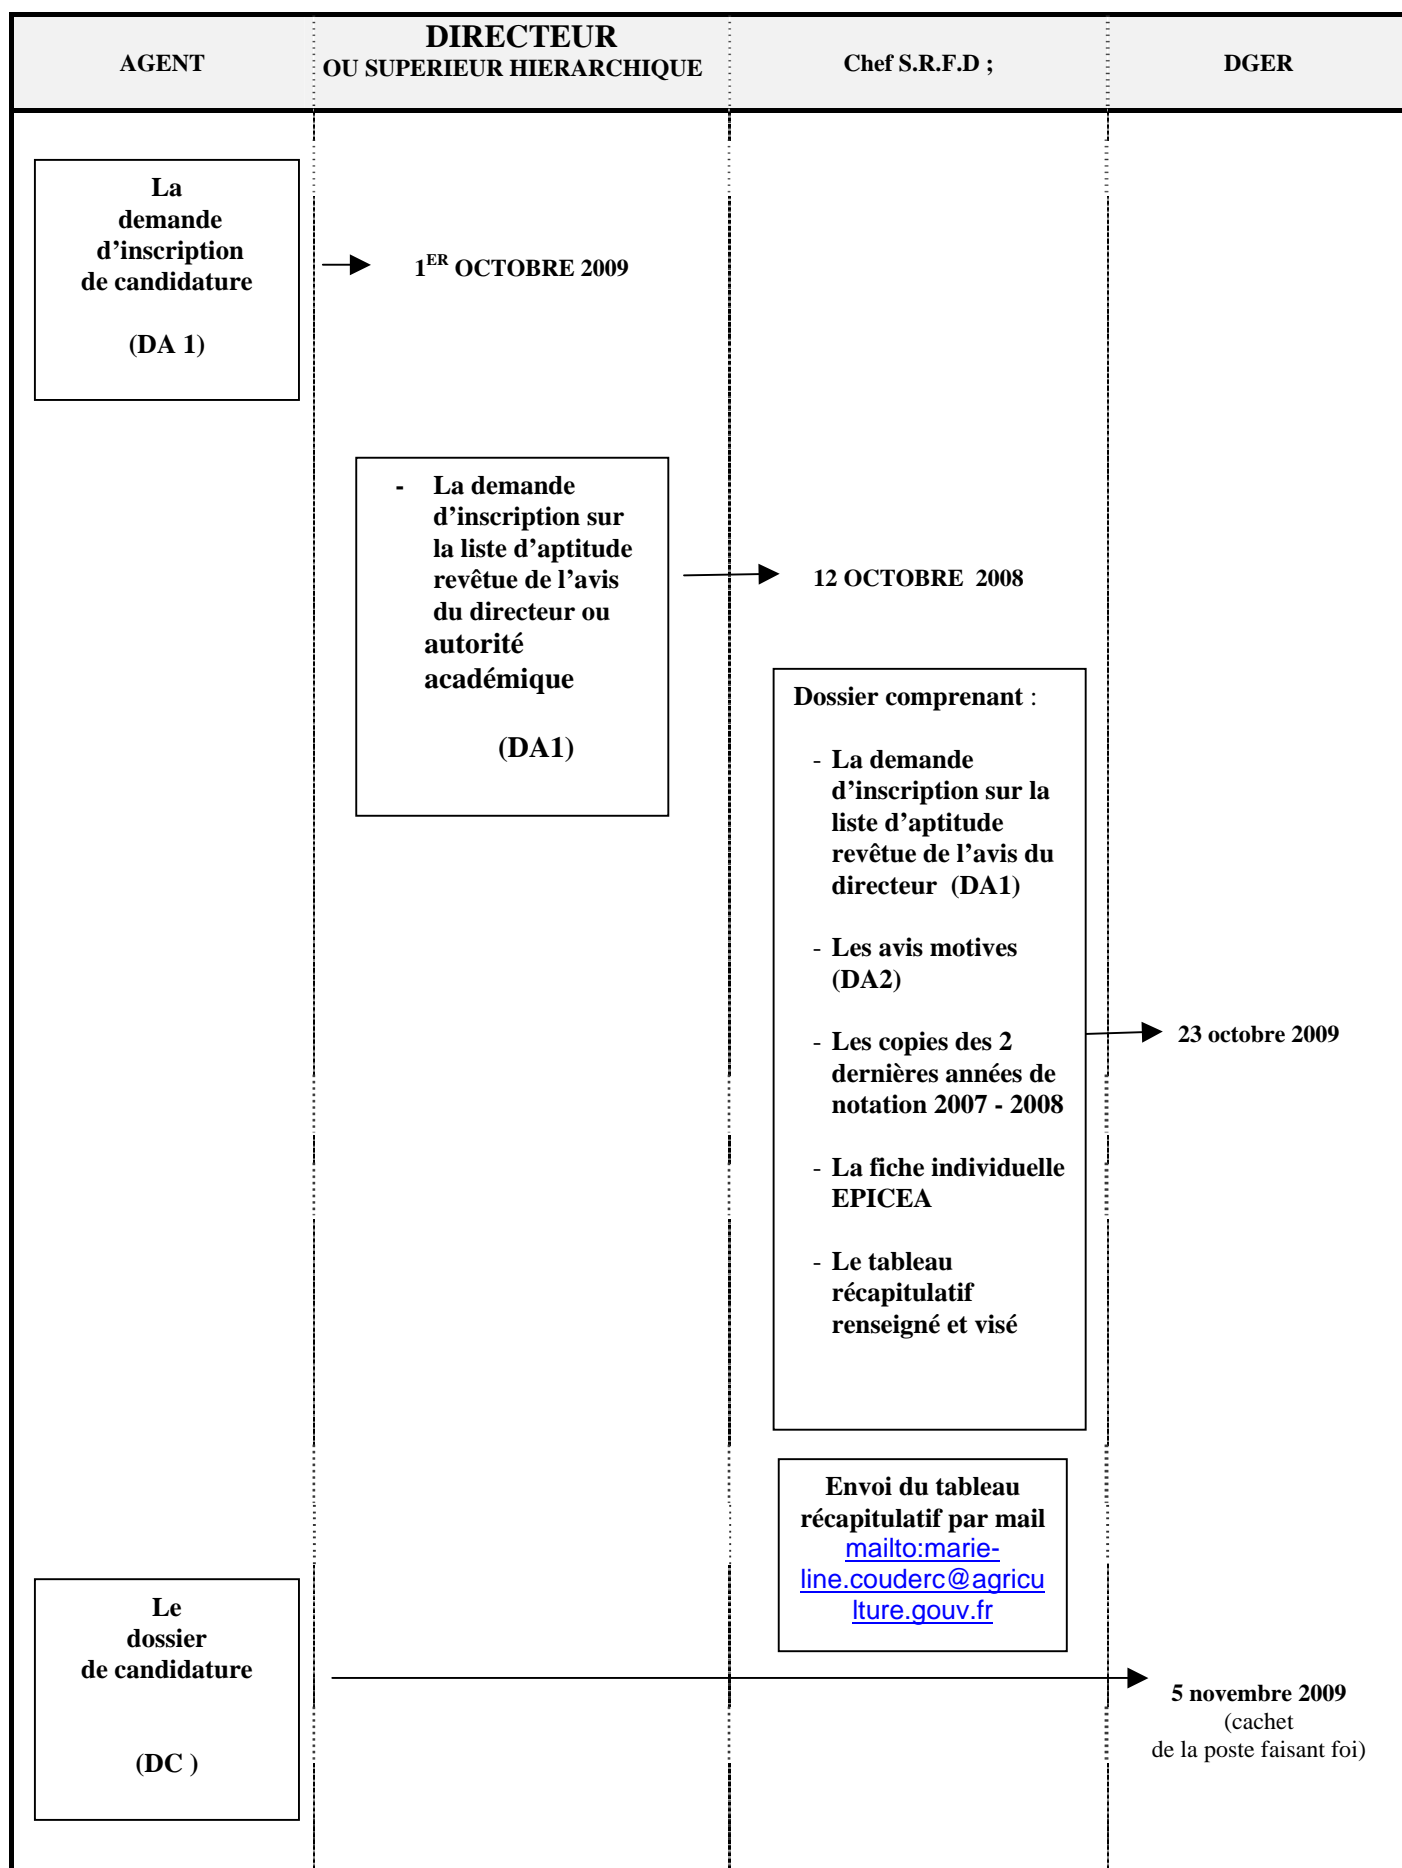 AGENT
DIRECTEUR
OU SUPERIEUR HIERARCHIQUE
Chef S.R.F.D ;
DGER
La
demande
d’inscription
de candidature
(DA 1)
1ER OCTOBRE 2009
- La demande
d’inscription sur
la liste d’aptitude
revêtue de l’avis
du directeur ou
autorité
académique
(DA1)
12 OCTOBRE 2008
Dossier comprenant :
- La demande
d’inscription sur la
liste d’aptitude
revêtue de l’avis du
directeur (DA1)
- Les avis motives
(DA2)
- Les copies des 2
dernières années de
notation 2007 - 2008
- La fiche individuelle
EPICEA
- Le tableau
récapitulatif
renseigné et visé
23 octobre 2009
Envoi du tableau
récapitulatif par mail
mailto:marie-
line.couderc@agricu
lture.gouv.fr
Le
dossier
de candidature
(DC )
5 novembre 2009
(cachet
de la poste faisant foi)